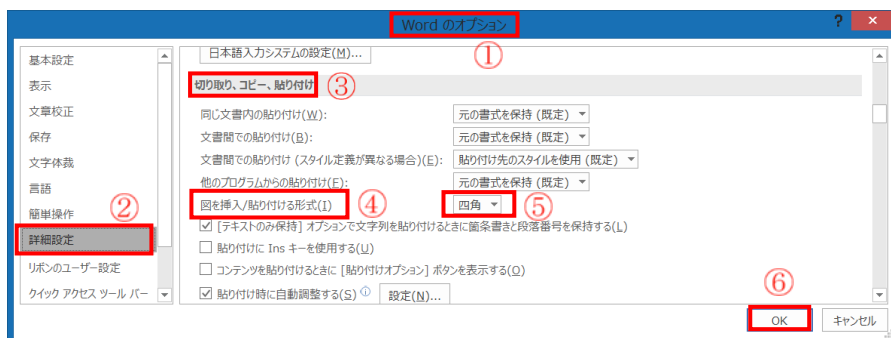 Word のオプション
?
×
①
基本設定
表示
文章校正
保存
文字体裁
言語
簡単操作
②
詳細設定
リボンのユーザー設定
クイック アクセス ツール バー
日本語入力システムの設定(M)...
切り取り、コピー、貼り付け ③
同じ文書内の貼り付け(W): 元の書式を保持 (既定)
文書間での貼り付け(B): 元の書式を保持 (既定)
文書間での貼り付け (スタイル定義が異なる場合)(E): 貼り付け先のスタイルを使用 (既定)
他のプログラムからの貼り付け(F): 元の書式を保持 (既定)
図を挿入/貼り付ける形式(I) ④ 四角 ⑤
[テキストのみ保持] オプションで文字列を貼り付けるときに箇条書きと段落番号を保持する(L)
貼り付けに Ins キーを使用する(U)
コンテンツを貼り付けるときに [貼り付けオプション] ボタンを表示する(O)
貼り付け時に自動調整する(S) 設定(N)...
⑥
OK キャンセル